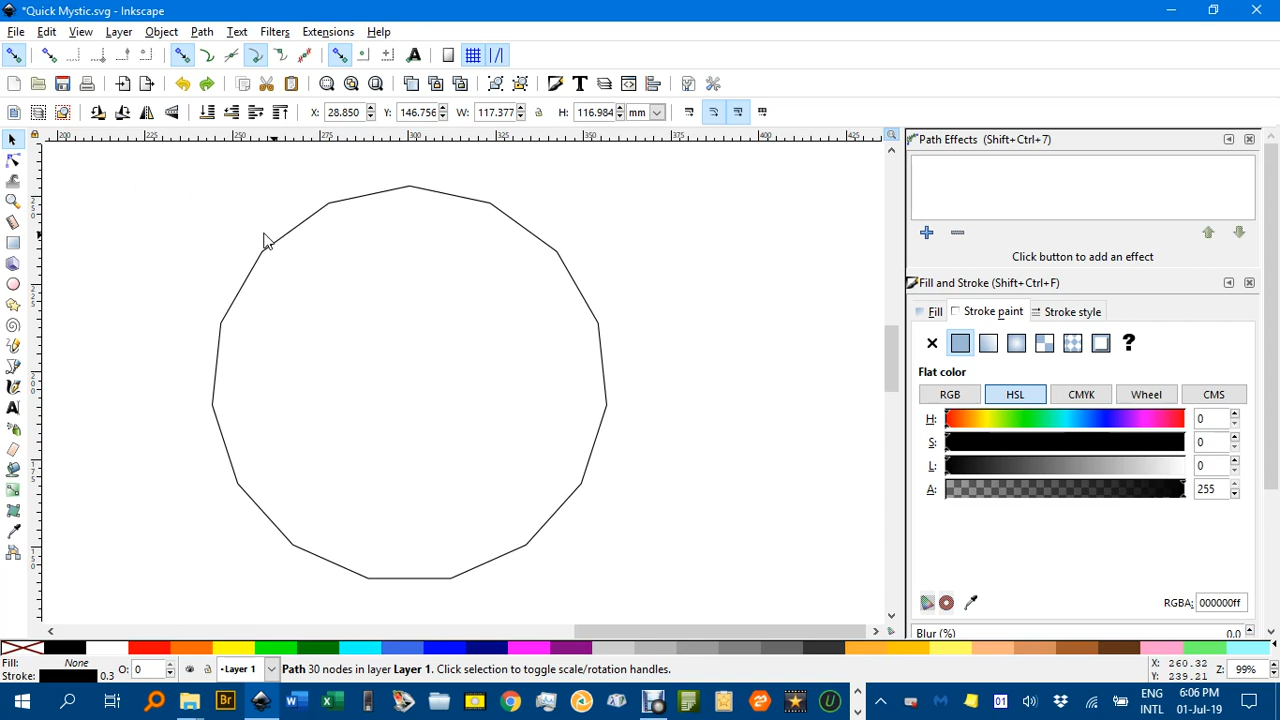 *Quick Mystic.svg - Inkscape
File Edit View Layer Object Path Text Filters Extensions Help
X: 28.850 Y: 146.756 W: 117.377 H: 116.984 mm
200 225 250 275 300 325 350 375 400 425
250
225
200
175
150
Path Effects (Shift+Ctrl+7)
Click button to add an effect
Fill and Stroke (Shift+Ctrl+F)
Fill Stroke paint Stroke style
Flat color
RGB HSL CMYK Wheel CMS
H: 0
S: 0
L: 0
A: 255
RGBA: 000000ff
Blur (%) 0.0
Fill: None O: 0 Layer 1 Path 30 nodes in layer Layer 1. Click selection to toggle scale/rotation handles. X: 260.32 Z: 99%
Stroke: 0.3 Y: 239.21
ENG 6:06 PM
INTL 01-Jul-19